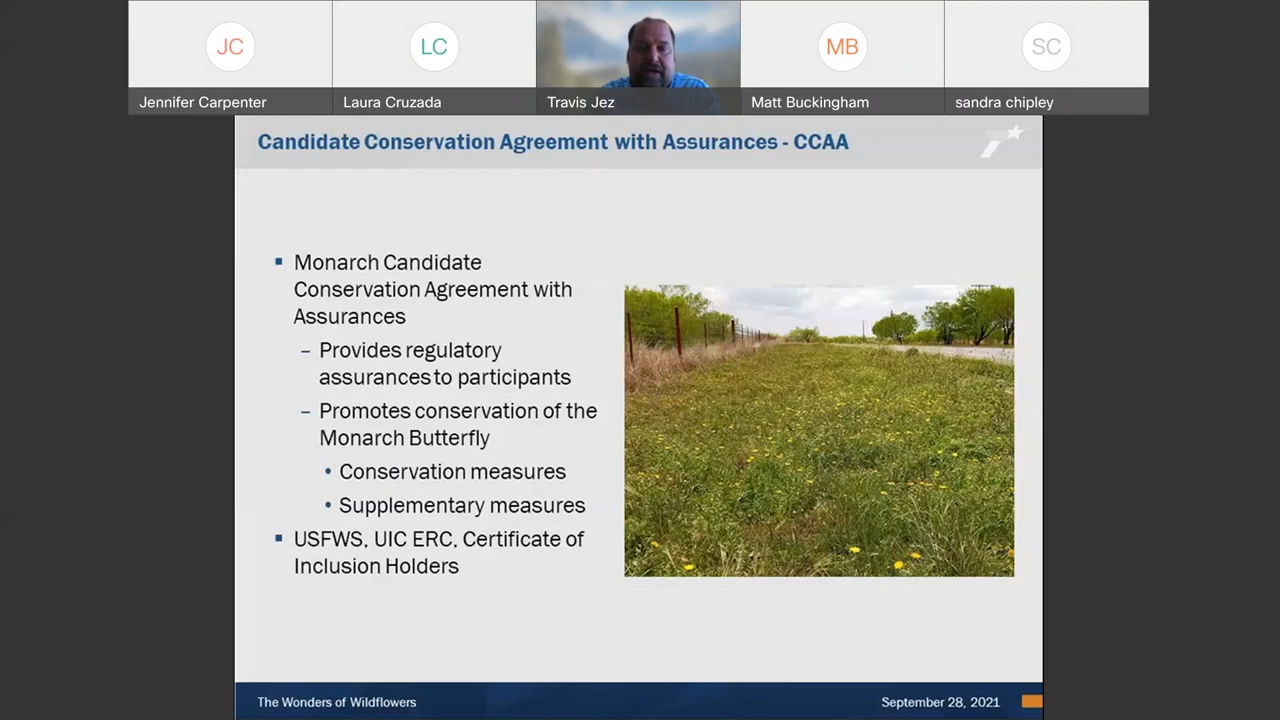 JC
LC
MB
SC
Jennifer Carpenter
Laura Cruzada
Travis Jez
Matt Buckingham
sandra chipley
Candidate Conservation Agreement with Assurances - CCAA
▪ Monarch Candidate
Conservation Agreement with
Assurances
– Provides regulatory
assurances to participants
– Promotes conservation of the
Monarch Butterfly
• Conservation measures
• Supplementary measures
▪ USFWS, UIC ERC, Certificate of
Inclusion Holders
The Wonders of Wildflowers
September 28, 2021